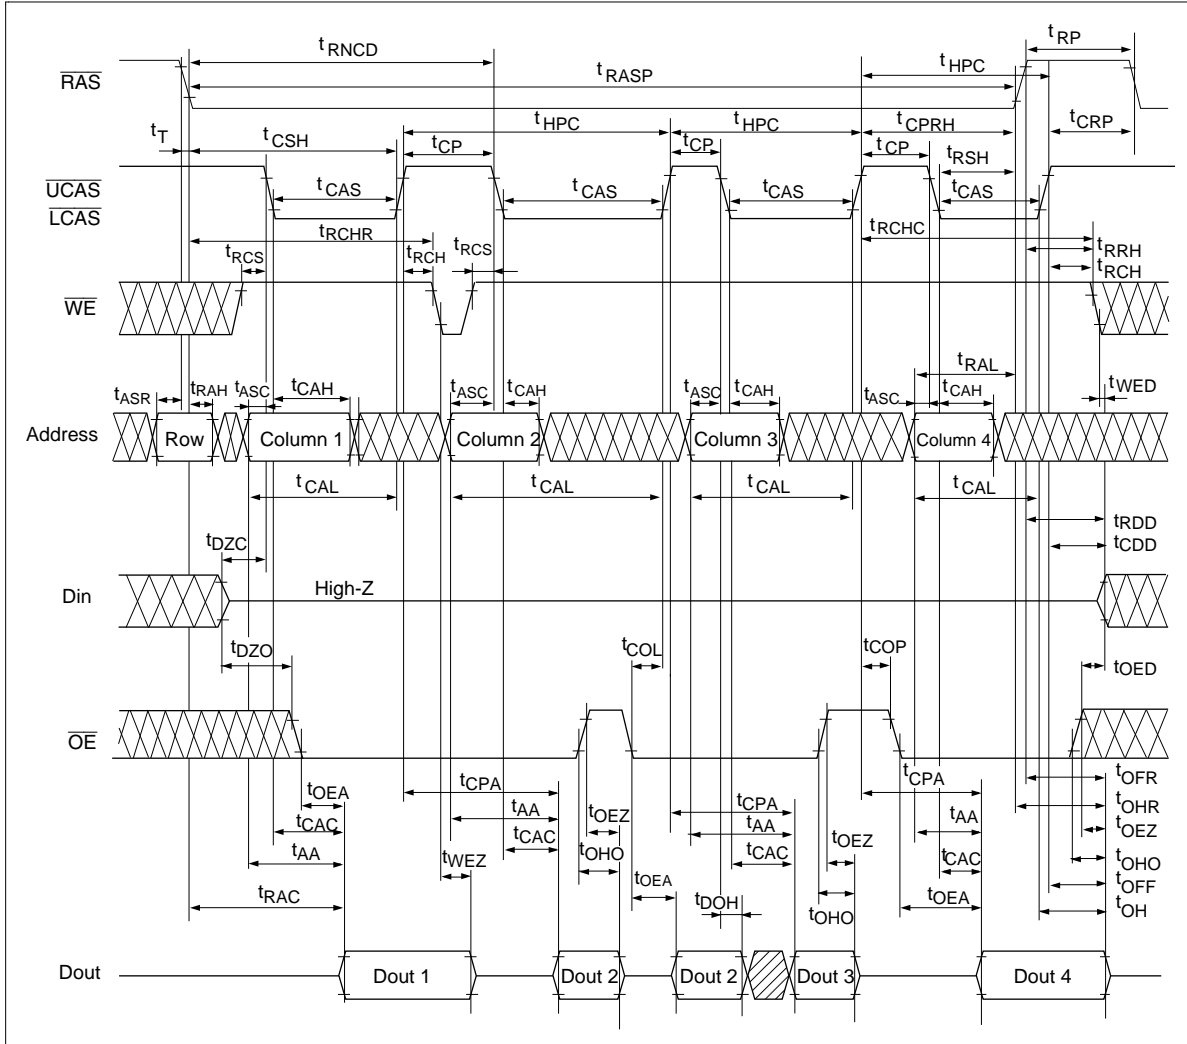 tRP
tRNCD
tHPC
tRASP
RAS
tT
tCSH
tHPC
tHPC
tCPRH
tCRP
tCP
tCP
tCP
tRSH
UCAS
LCAS
tCAS
tCAS
tCAS
tCAS
tRCHR
tRCHC
tRCS
tRCH
tRCS
tRRH
tRCH
WE
tRAL
tASR
tRAH
tASC
tCAH
tASC
tCAH
tASC
tCAH
tASC
tCAH
tWED
Address
Row
Column 1
Column 2
Column 3
Column 4
tCAL
tCAL
tCAL
tCAL
tRDD
tDZC
tCDD
Din
High-Z
tDZO
tCOL
tCOP
tOED
OE
tOEA
tCPA
tCPA
tCPA
tOFR
tCAC
tAA
tOEZ
tAA
tAA
tOHR
tAA
tCAC
tOEZ
tOEZ
tWEZ
tOHO
tCAC
tCAC
tOHO
tRAC
tOEA
tDOH
tOHO
tOEA
tOFF
tOH
Dout
Dout 1
Dout 2
Dout 2
Dout 3
Dout 4